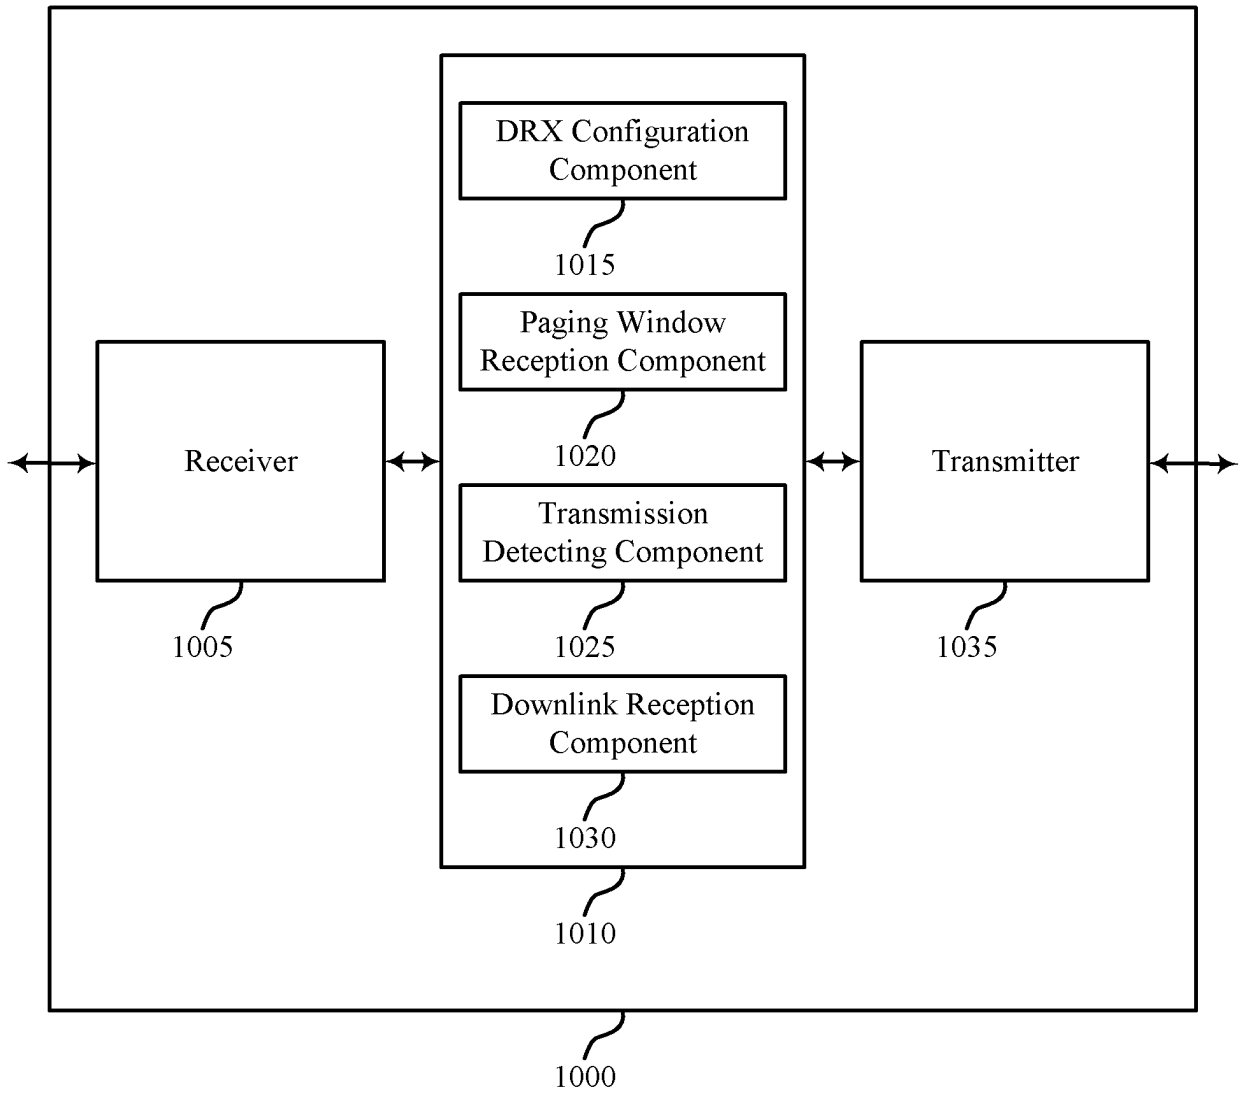 DRX Configuration
Component
1015
Paging Window
Reception Component
1020
Receiver
1005
Transmission
Detecting Component
1025
Transmitter
1035
Downlink Reception
Component
1030
1010
1000